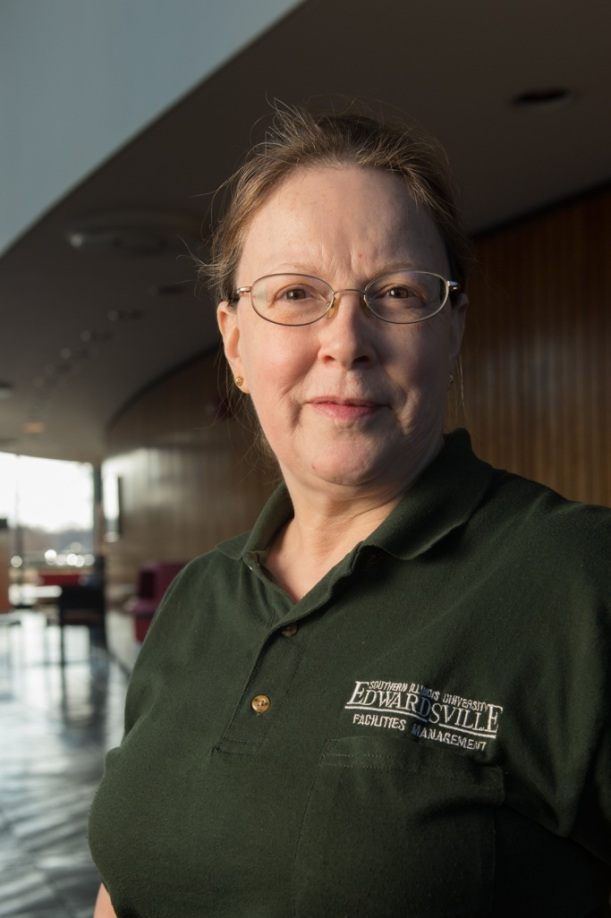 SOUTHERN ILLINOIS UNIVERSITY
EDWARDSVILLE
FACILITIES MANAGEMENT